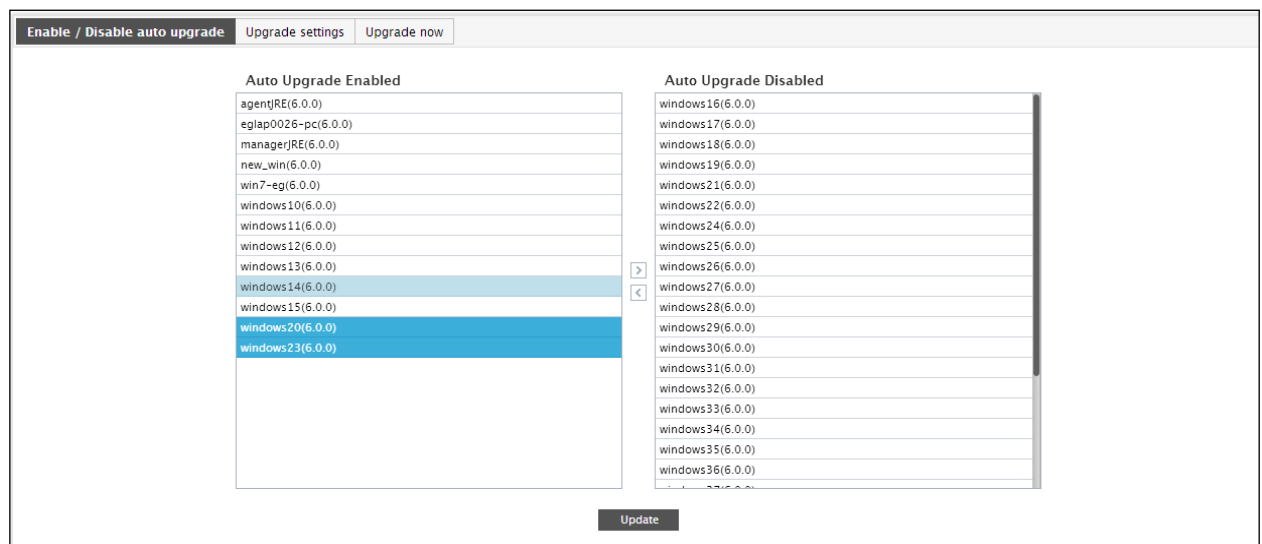 Enable / Disable auto upgrade Upgrade settings Upgrade now
Auto Upgrade Enabled
agentJRE(6.0.0)
eglap0026-pc(6.0.0)
managerJRE(6.0.0)
new_win(6.0.0)
win7-eg(6.0.0)
windows10(6.0.0)
windows11(6.0.0)
windows12(6.0.0)
windows13(6.0.0)
windows14(6.0.0)
windows15(6.0.0)
windows20(6.0.0)
windows23(6.0.0)
Auto Upgrade Disabled
windows16(6.0.0)
windows17(6.0.0)
windows18(6.0.0)
windows19(6.0.0)
windows21(6.0.0)
windows22(6.0.0)
windows24(6.0.0)
windows25(6.0.0)
windows26(6.0.0)
windows27(6.0.0)
windows28(6.0.0)
windows29(6.0.0)
windows30(6.0.0)
windows31(6.0.0)
windows32(6.0.0)
windows33(6.0.0)
windows34(6.0.0)
windows35(6.0.0)
windows36(6.0.0)
Update